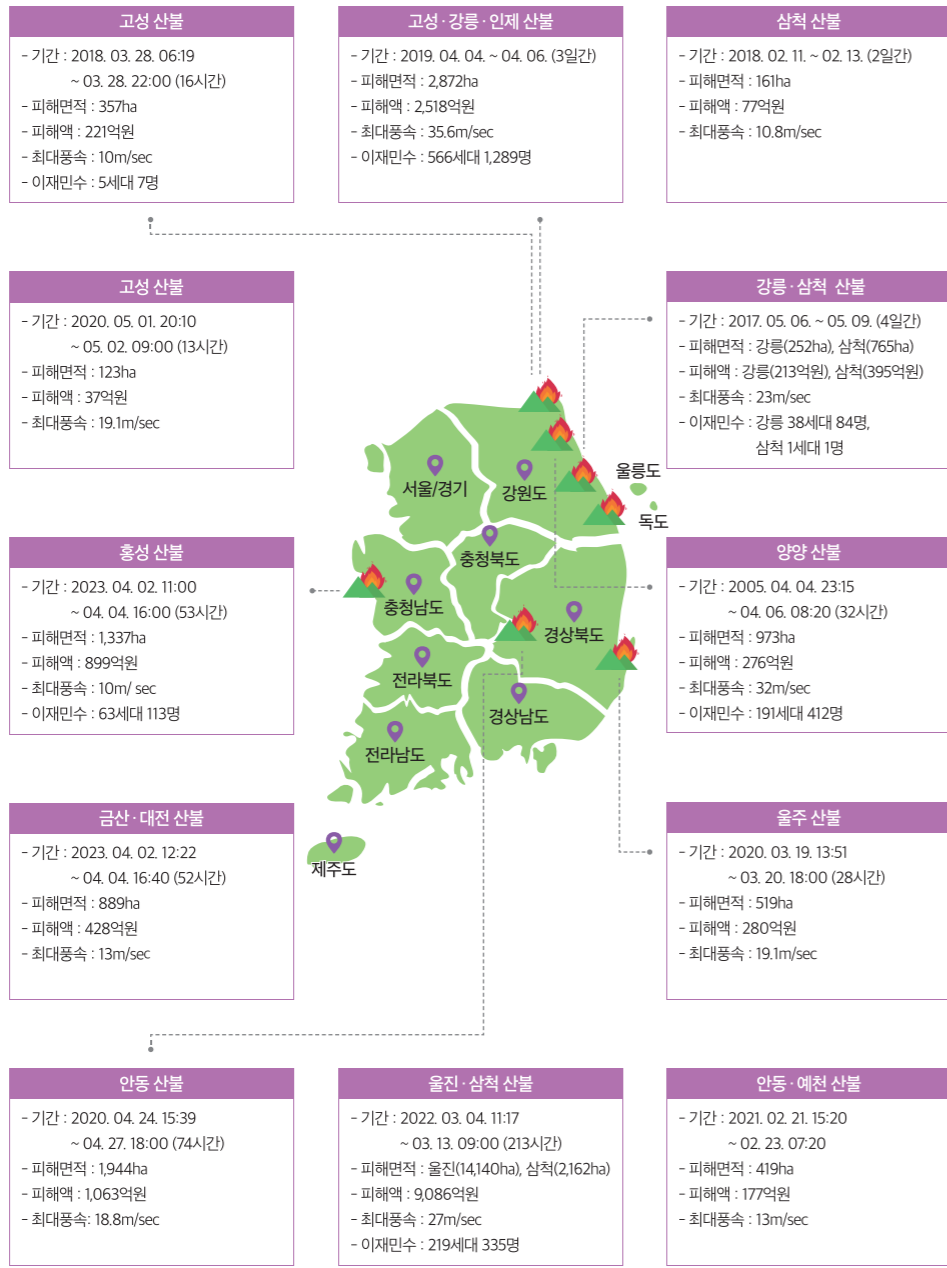 고성 산불
- 기간 : 2018. 03. 28. 06:19
~ 03. 28. 22:00 (16시간)
- 피해면적 : 357ha
- 피해액 : 221억원
- 최대풍속 : 10m/sec
- 이재민수 : 5세대 7명
고성 · 강릉 · 인제 산불
- 기간 : 2019. 04. 04. ~ 04. 06. (3일간)
- 피해면적 : 2,872ha
- 피해액 : 2,518억원
- 최대풍속 : 35.6m/sec
- 이재민수 : 566세대 1,289명
삼척 산불
- 기간 : 2018. 02. 11. ~ 02. 13. (2일간)
- 피해면적 : 161ha
- 피해액 : 77억원
- 최대풍속 : 10.8m/sec
고성 산불
- 기간 : 2020. 05. 01. 20:10
~ 05. 02. 09:00 (13시간)
- 피해면적 : 123ha
- 피해액 : 37억원
- 최대풍속 : 19.1m/sec
강릉 · 삼척 산불
- 기간 : 2017. 05. 06. ~ 05. 09. (4일간)
- 피해면적 : 강릉(252ha), 삼척(765ha)
- 피해액 : 강릉(213억원), 삼척(395억원)
- 최대풍속 : 23m/sec
- 이재민수 : 강릉 38세대 84명,
삼척 1세대 1명
서울/경기
강원도
울릉도
독도
충청북도
충청남도
경상북도
전라북도
경상남도
전라남도
제주도
홍성 산불
- 기간 : 2023. 04. 02. 11:00
~ 04. 04. 16:00 (53시간)
- 피해면적 : 1,337ha
- 피해액 : 899억원
- 최대풍속 : 10m/ sec
- 이재민수 : 63세대 113명
양양 산불
- 기간 : 2005. 04. 04. 23:15
~ 04. 06. 08:20 (32시간)
- 피해면적 : 973ha
- 피해액 : 276억원
- 최대풍속 : 32m/sec
- 이재민수 : 191세대 412명
금산 · 대전 산불
- 기간 : 2023. 04. 02. 12:22
~ 04. 04. 16:40 (52시간)
- 피해면적 : 889ha
- 피해액 : 428억원
- 최대풍속 : 13m/sec
울주 산불
- 기간 : 2020. 03. 19. 13:51
~ 03. 20. 18:00 (28시간)
- 피해면적 : 519ha
- 피해액 : 280억원
- 최대풍속 : 19.1m/sec
안동 산불
- 기간 : 2020. 04. 24. 15:39
~ 04. 27. 18:00 (74시간)
- 피해면적 : 1,944ha
- 피해액 : 1,063억원
- 최대풍속: 18.8m/sec
울진 · 삼척 산불
- 기간 : 2022. 03. 04. 11:17
~ 03. 13. 09:00 (213시간)
- 피해면적 : 울진(14,140ha), 삼척(2,162ha)
- 피해액 : 9,086억원
- 최대풍속 : 27m/sec
- 이재민수 : 219세대 335명
안동 · 예천 산불
- 기간 : 2021. 02. 21. 15:20
~ 02. 23. 07:20
- 피해면적 : 419ha
- 피해액 : 177억원
- 최대풍속 : 13m/sec